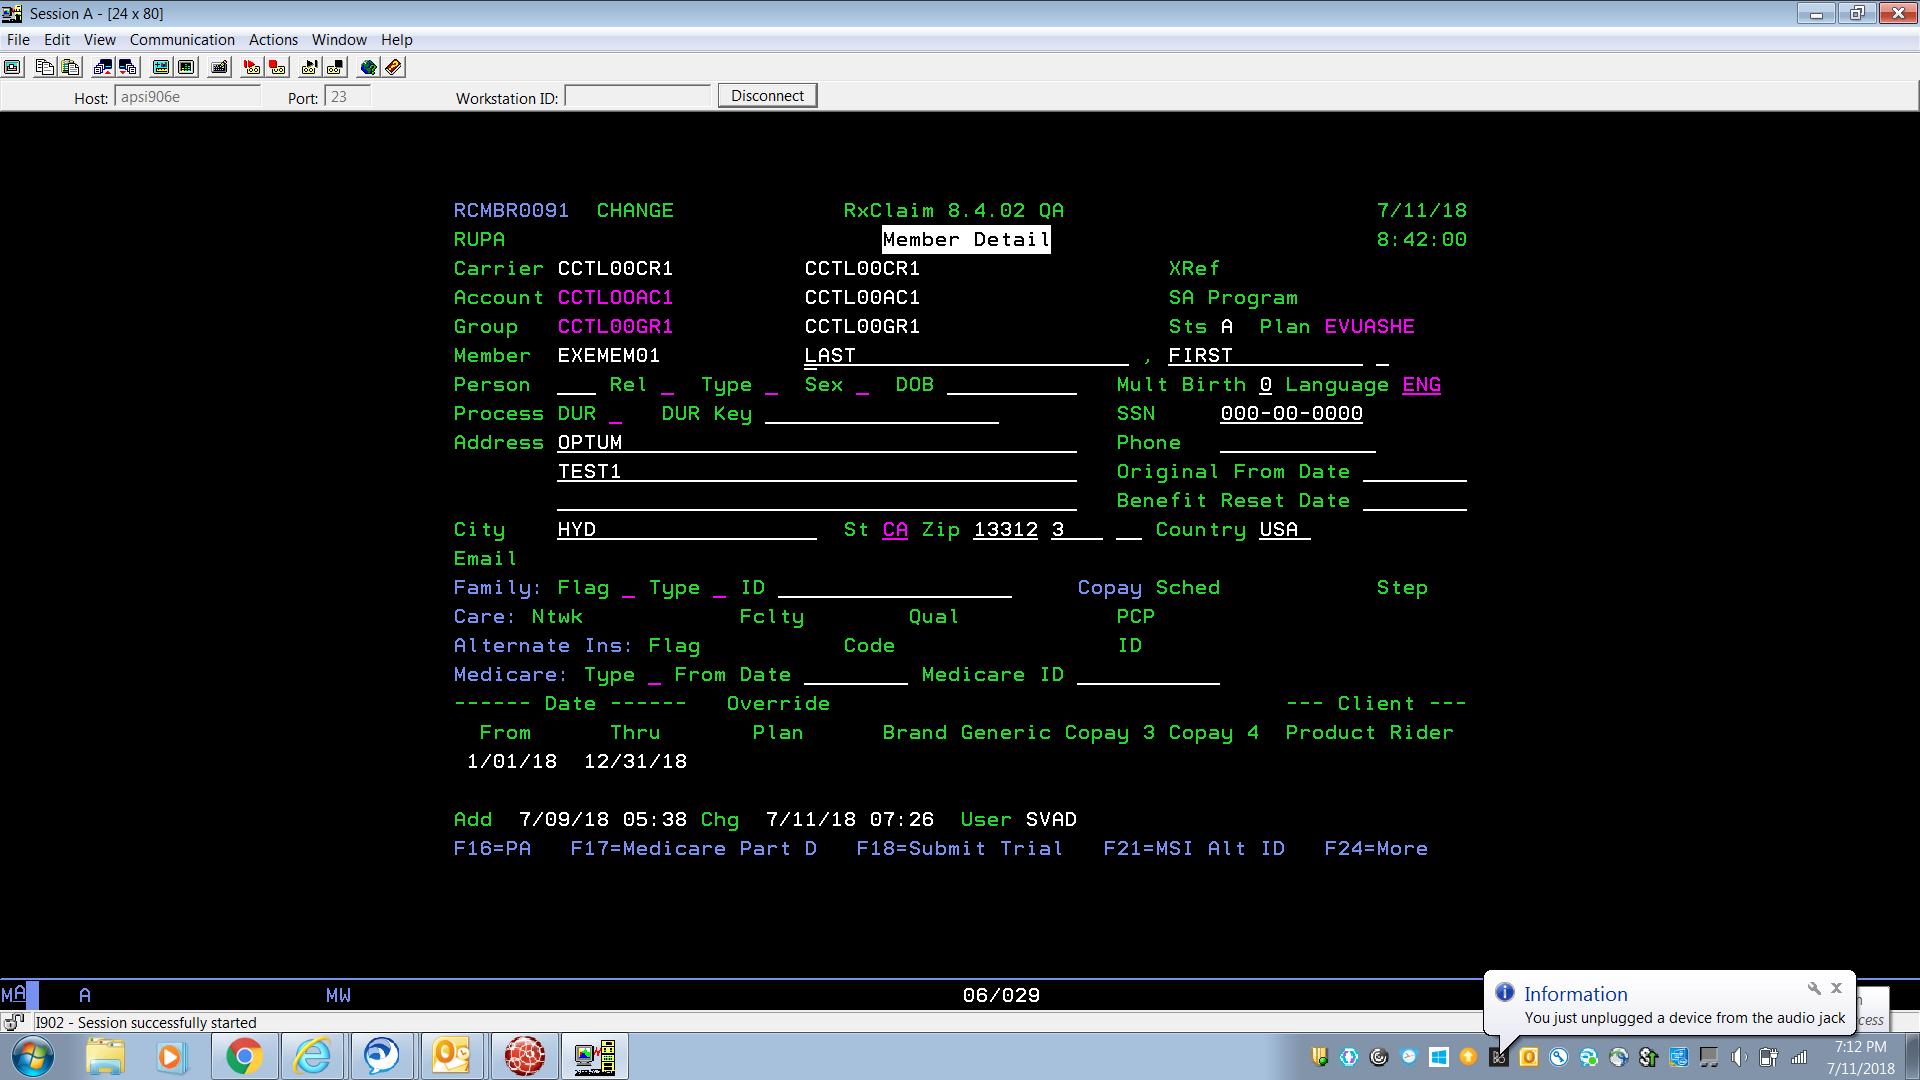 Session A - [24 x 80]
File Edit View Communication Actions Window Help
Host: apsi906e Port: 23 Workstation ID: Disconnect
RCMBR0091 CHANGE RxClaim 8.4.02 QA 7/11/18
RUPA Member Detail 8:42:00
Carrier CCTL00CR1 CCTL00CR1 XRef
Account CCTL00AC1 CCTL00AC1 SA Program
Group CCTL00GR1 CCTL00GR1 Sts A Plan EVUASHE
Member EXEMEM01 LAST , FIRST
Person Rel Type Sex DOB Mult Birth 0 Language ENG
Process DUR DUR Key SSN 000-00-0000
Address OPTUM Phone
TEST1 Original From Date
Benefit Reset Date
City HYD St CA Zip 13312 3 Country USA
Email
Family: Flag Type ID Copay Sched Step
Care: Ntwk Fclty Qual PCP
Alternate Ins: Flag Code ID
Medicare: Type From Date Medicare ID
------ Date ------ Override --- Client ---
From Thru Plan Brand Generic Copay 3 Copay 4 Product Rider
1/01/18 12/31/18
Add 7/09/18 05:38 Chg 7/11/18 07:26 User SVAD
F16=PA F17=Medicare Part D F18=Submit Trial F21=MSI Alt ID F24=More
MA A MW 06/029
Information
You just unplugged a device from the audio jack
I902 - Session successfully started
7:12 PM
7/11/2018